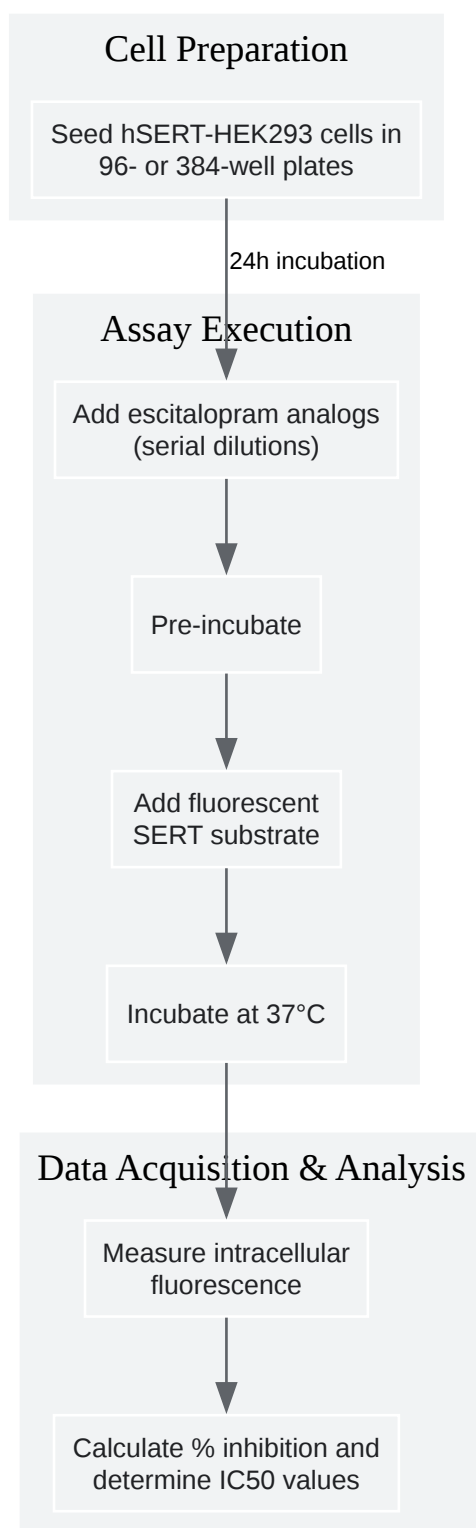 Cell Preparation
Seed hSERT-HEK293 cells in
96- or 384-well plates
24h incubation
Assay Execution
Add escitalopram analogs
(serial dilutions)
Pre-incubate
Add fluorescent
SERT substrate
Incubate at 37°C
Data Acquisition & Analysis
Measure intracellular
fluorescence
Calculate % inhibition and
determine IC50 values